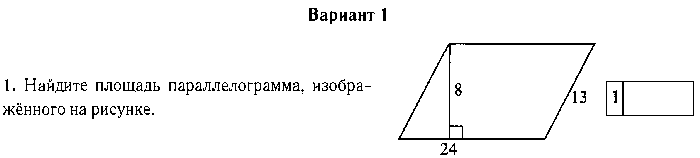 Вариант 1
1. Найдите площадь параллелограмма, изобра-
жённого на рисунке.
8
13
24
1